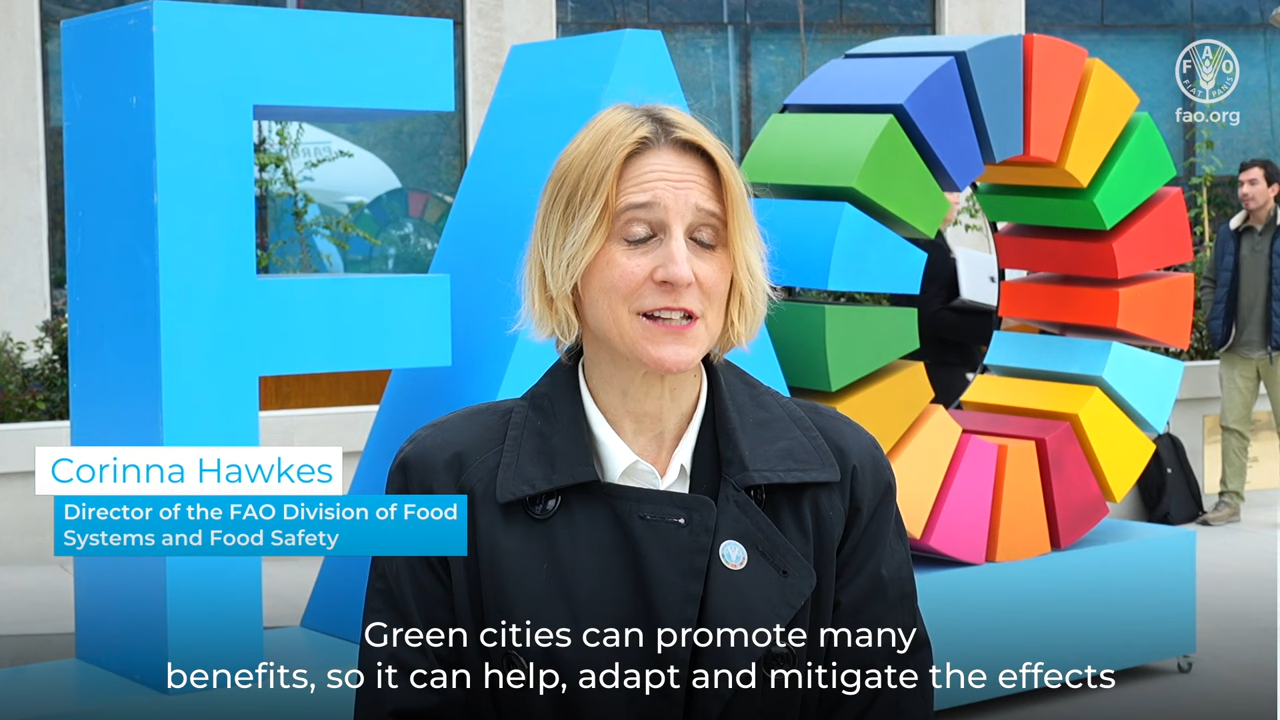 FAO
F A O
FIAT PANIS
fao.org
Corinna Hawkes
Director of the FAO Division of Food
Systems and Food Safety
Green cities can promote many
benefits, so it can help, adapt and mitigate the effects